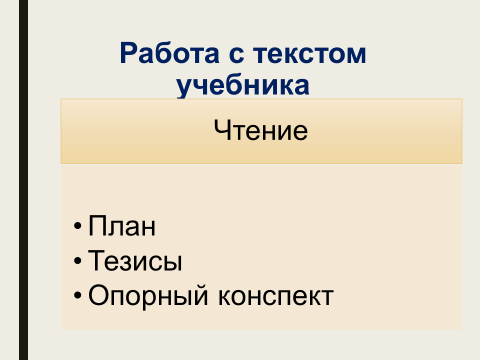 Работа с текстом
учебника
Чтение
• План
• Тезисы
• Опорный конспект